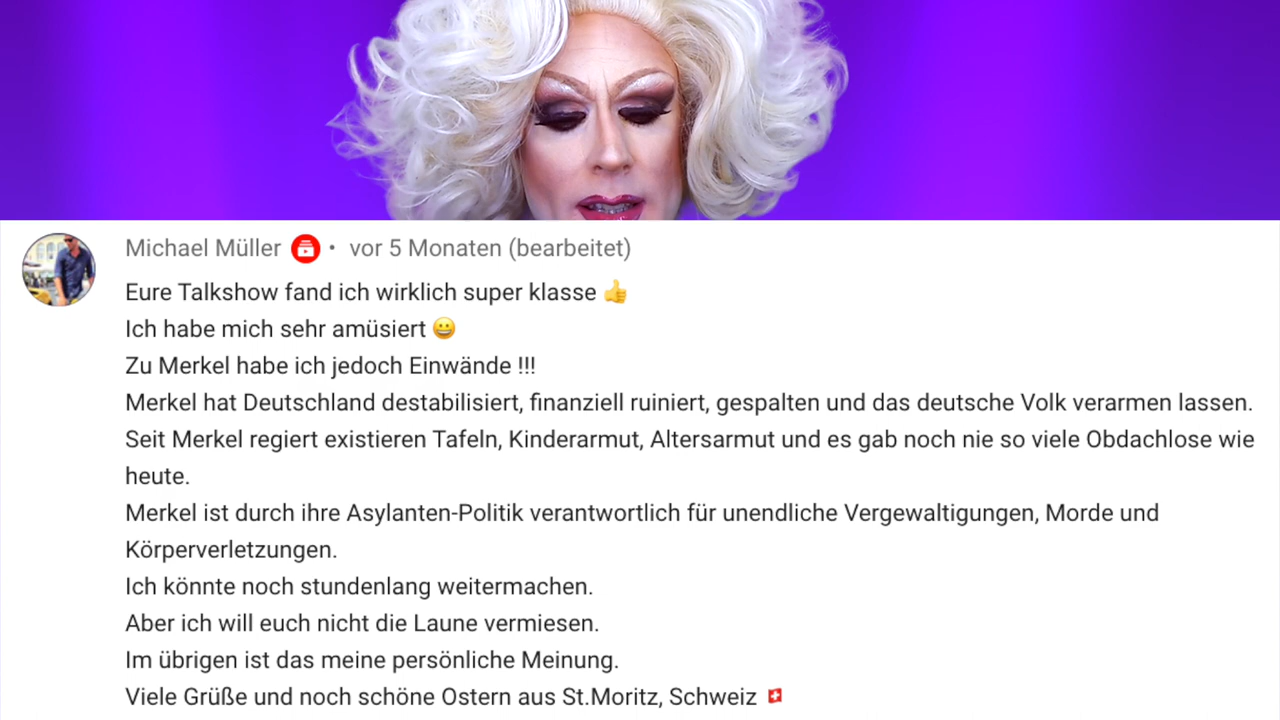 Michael Müller • vor 5 Monaten (bearbeitet)
Eure Talkshow fand ich wirklich super klasse 👍
Ich habe mich sehr amüsiert 😀
Zu Merkel habe ich jedoch Einwände !!!
Merkel hat Deutschland destabilisiert, finanziell ruiniert, gespalten und das deutsche Volk verarmen lassen.
Seit Merkel regiert existieren Tafeln, Kinderarmut, Altersarmut und es gab noch nie so viele Obdachlose wie
heute.
Merkel ist durch ihre Asylanten-Politik verantwortlich für unendliche Vergewaltigungen, Morde und
Körperverletzungen.
Ich könnte noch stundenlang weitermachen.
Aber ich will euch nicht die Laune vermiesen.
Im übrigen ist das meine persönliche Meinung.
Viele Grüße und noch schöne Ostern aus St.Moritz, Schweiz 🇨🇭